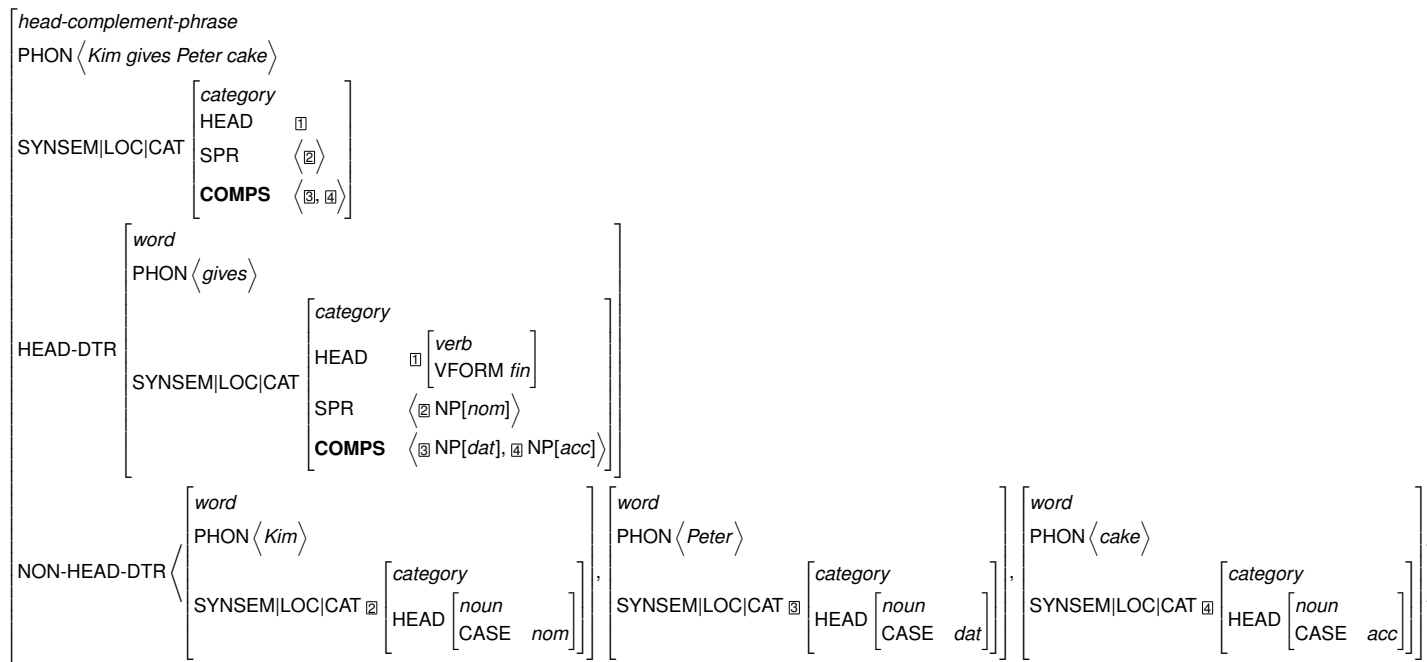 head-complement-phrase
PHON ⟨Kim gives Peter cake⟩
category
HEAD 1
SYNSEM|LOC|CAT SPR ⟨2⟩
COMPS ⟨3, 4⟩
word
PHON ⟨gives⟩
category
HEAD-DTR HEAD 1 verb
VFORM fin
SYNSEM|LOC|CAT
SPR ⟨2 NP[nom]⟩
COMPS ⟨3 NP[dat], 4 NP[acc]⟩
word word word
PHON ⟨Kim⟩ PHON ⟨Peter⟩ PHON ⟨cake⟩
NON-HEAD-DTR ⟨ , ,
category category category
SYNSEM|LOC|CAT 2 HEAD noun SYNSEM|LOC|CAT 3 HEAD noun SYNSEM|LOC|CAT 4 HEAD noun
CASE nom CASE dat CASE acc